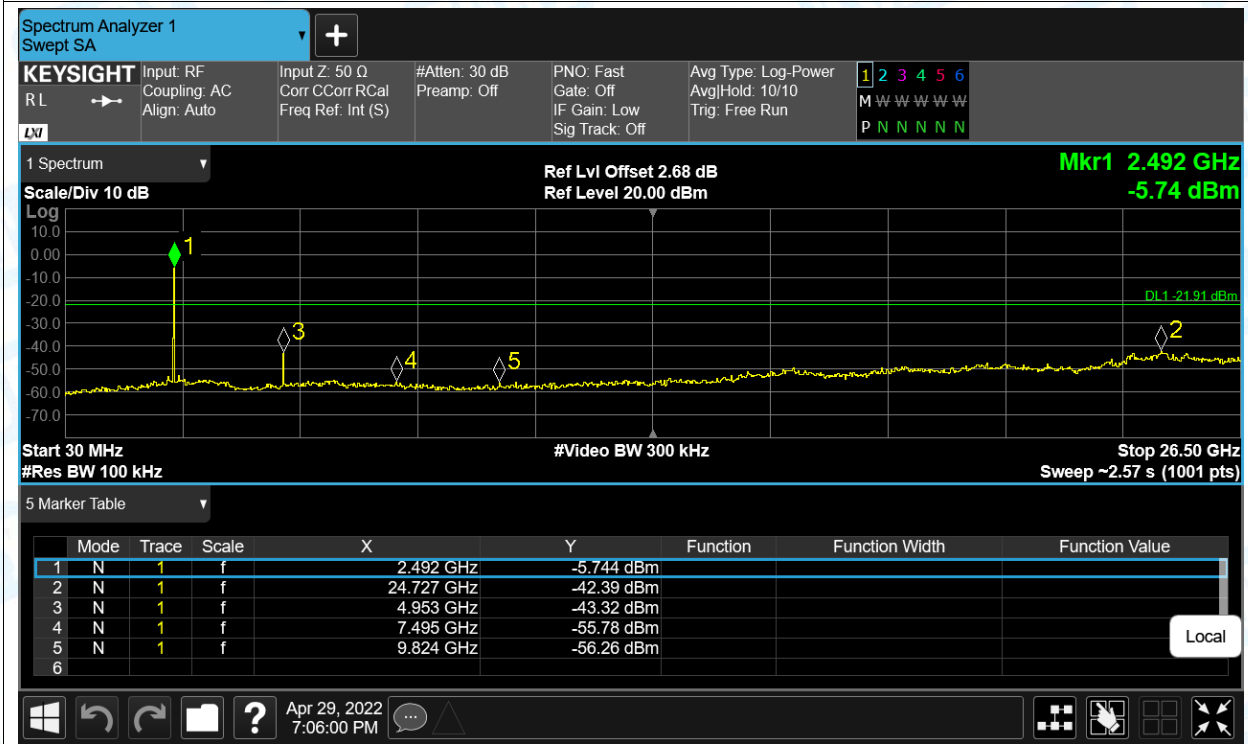 Spectrum Analyzer 1
Swept SA
KEYSIGHT
R L
LXI
Input: RF
Coupling: AC
Align: Auto
Input Z: 50 Ω
Corr CCorr RCal
Freq Ref: Int (S)
#Atten: 30 dB
Preamp: Off
PNO: Fast
Gate: Off
IF Gain: Low
Sig Track: Off
Avg Type: Log-Power
Avg|Hold: 10/10
Trig: Free Run
1 2 3 4 5 6
M W W W W W
P N N N N N
1 Spectrum
Scale/Div 10 dB
Ref Lvl Offset 2.68 dB
Ref Level 20.00 dBm
Mkr1 2.492 GHz
-5.74 dBm
Log
10.0
0.00
-10.0
-20.0
-30.0
-40.0
-50.0
-60.0
-70.0
1
3
4
5
2
DL1 -21.91 dBm
Start 30 MHz
#Res BW 100 kHz
#Video BW 300 kHz
Stop 26.50 GHz
Sweep ~2.57 s (1001 pts)
5 Marker Table
Mode Trace Scale X Y Function Function Width Function Value
1 N 1 f 2.492 GHz -5.744 dBm
2 N 1 f 24.727 GHz -42.39 dBm
3 N 1 f 4.953 GHz -43.32 dBm
4 N 1 f 7.495 GHz -55.78 dBm
5 N 1 f 9.824 GHz -56.26 dBm
6
Local
?
Apr 29, 2022
7:06:00 PM